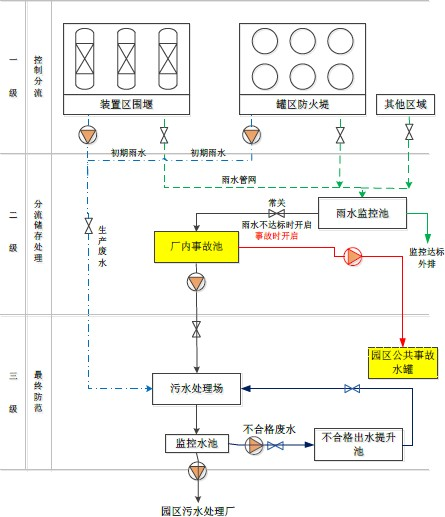 一级
控制分流
装置区围堰
罐区防火堤
其他区域
初期雨水
初期雨水
雨水管网
二级
分流储存处理
常关
雨水监控池
雨水不达标时开启
事故时开启
厂内事故池
生产废水
监控达标
外排
园区公共事故
水罐
三级
最终防范
污水处理场
监控水池
不合格废水
不合格出水提升
池
园区污水处理厂